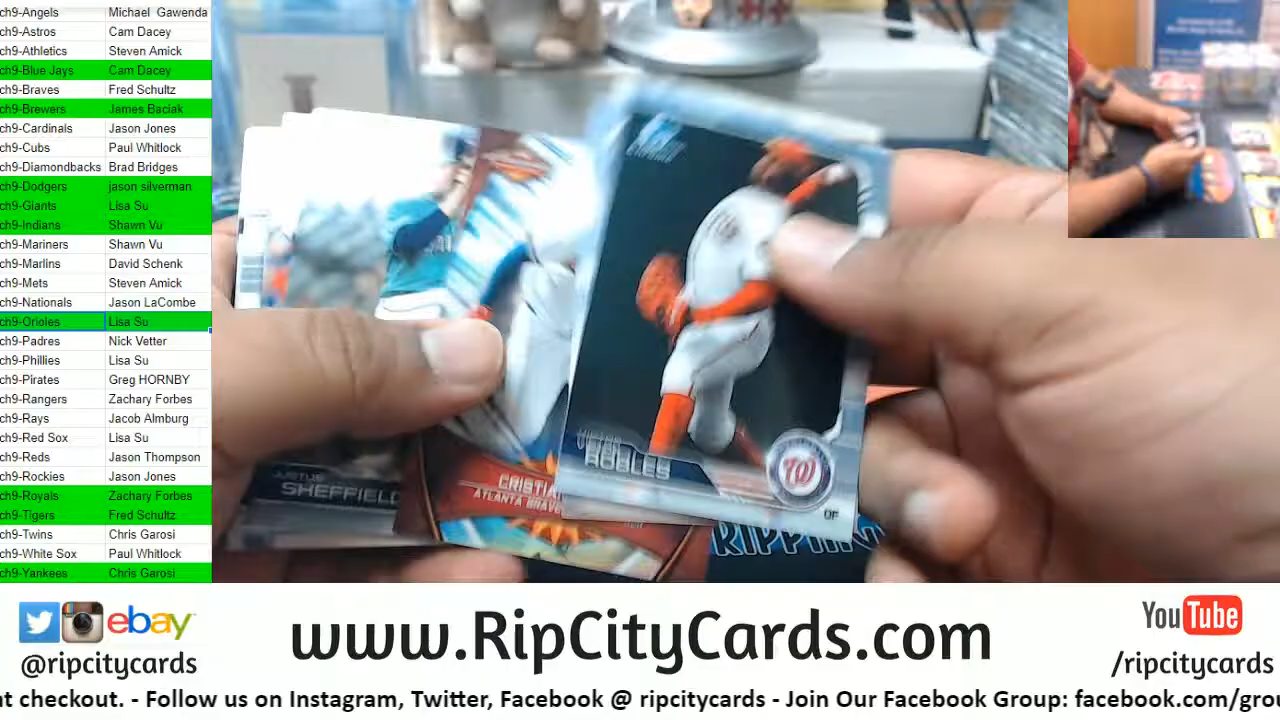 ch9-Angels Michael Gawenda
ch9-Astros Cam Dacey
ch9-Athletics Steven Amick
ch9-Blue Jays Cam Dacey
ch9-Braves Fred Schultz
ch9-Brewers James Baciak
ch9-Cardinals Jason Jones
ch9-Cubs Paul Whitlock
ch9-Diamondbacks Brad Bridges
ch9-Dodgers jason silverman
ch9-Giants Lisa Su
ch9-Indians Shawn Vu
ch9-Mariners Shawn Vu
ch9-Marlins David Schenk
ch9-Mets Steven Amick
ch9-Nationals Jason LaCombe
ch9-Orioles Lisa Su
ch9-Padres Nick Vetter
ch9-Phillies Lisa Su
ch9-Pirates Greg HORNBY
ch9-Rangers Zachary Forbes
ch9-Rays Jacob Almburg
ch9-Red Sox Lisa Su
ch9-Reds Jason Thompson
ch9-Rockies Jason Jones
ch9-Royals Zachary Forbes
ch9-Tigers Fred Schultz
ch9-Twins Chris Garosi
ch9-White Sox Paul Whitlock
ch9-Yankees Chris Garosi
SHEFFIELD
CRISTIA
ATLANTA BRAVE
ROBLES
W
OF
RIPPIN
ebay
@ripcitycards
www.RipCityCards.com
YouTube
/ripcitycards
at checkout. - Follow us on Instagram, Twitter, Facebook @ ripcitycards - Join Our Facebook Group: facebook.com/grou